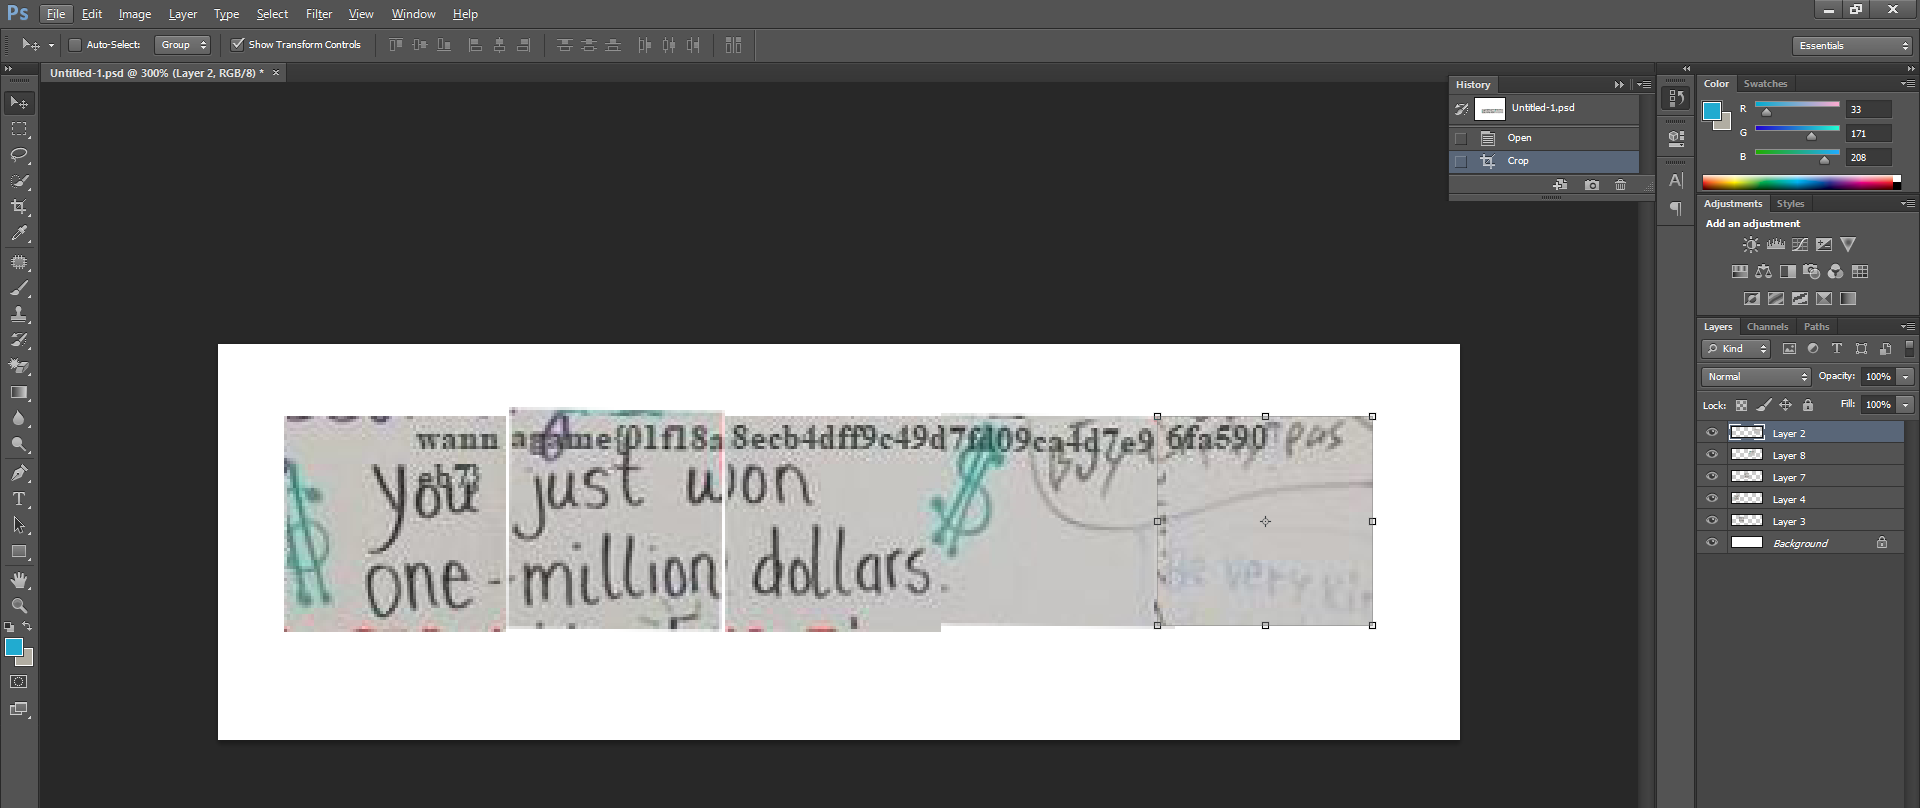 Ps File Edit Image Layer Type Select Filter View Window Help
Auto-Select: Group Show Transform Controls Essentials
Untitled-1.psd @ 300% (Layer 2, RGB/8) * ×
History
Untitled-1.psd
Open
Crop
Color Swatches
R 33
G 171
B 208
Adjustments Styles
Add an adjustment
Layers Channels Paths
Kind
Normal Opacity: 100%
Lock: Fill: 100%
Layer 2
Layer 8
Layer 7
Layer 4
Layer 3
Background
you just won
one-million dollars.
be very